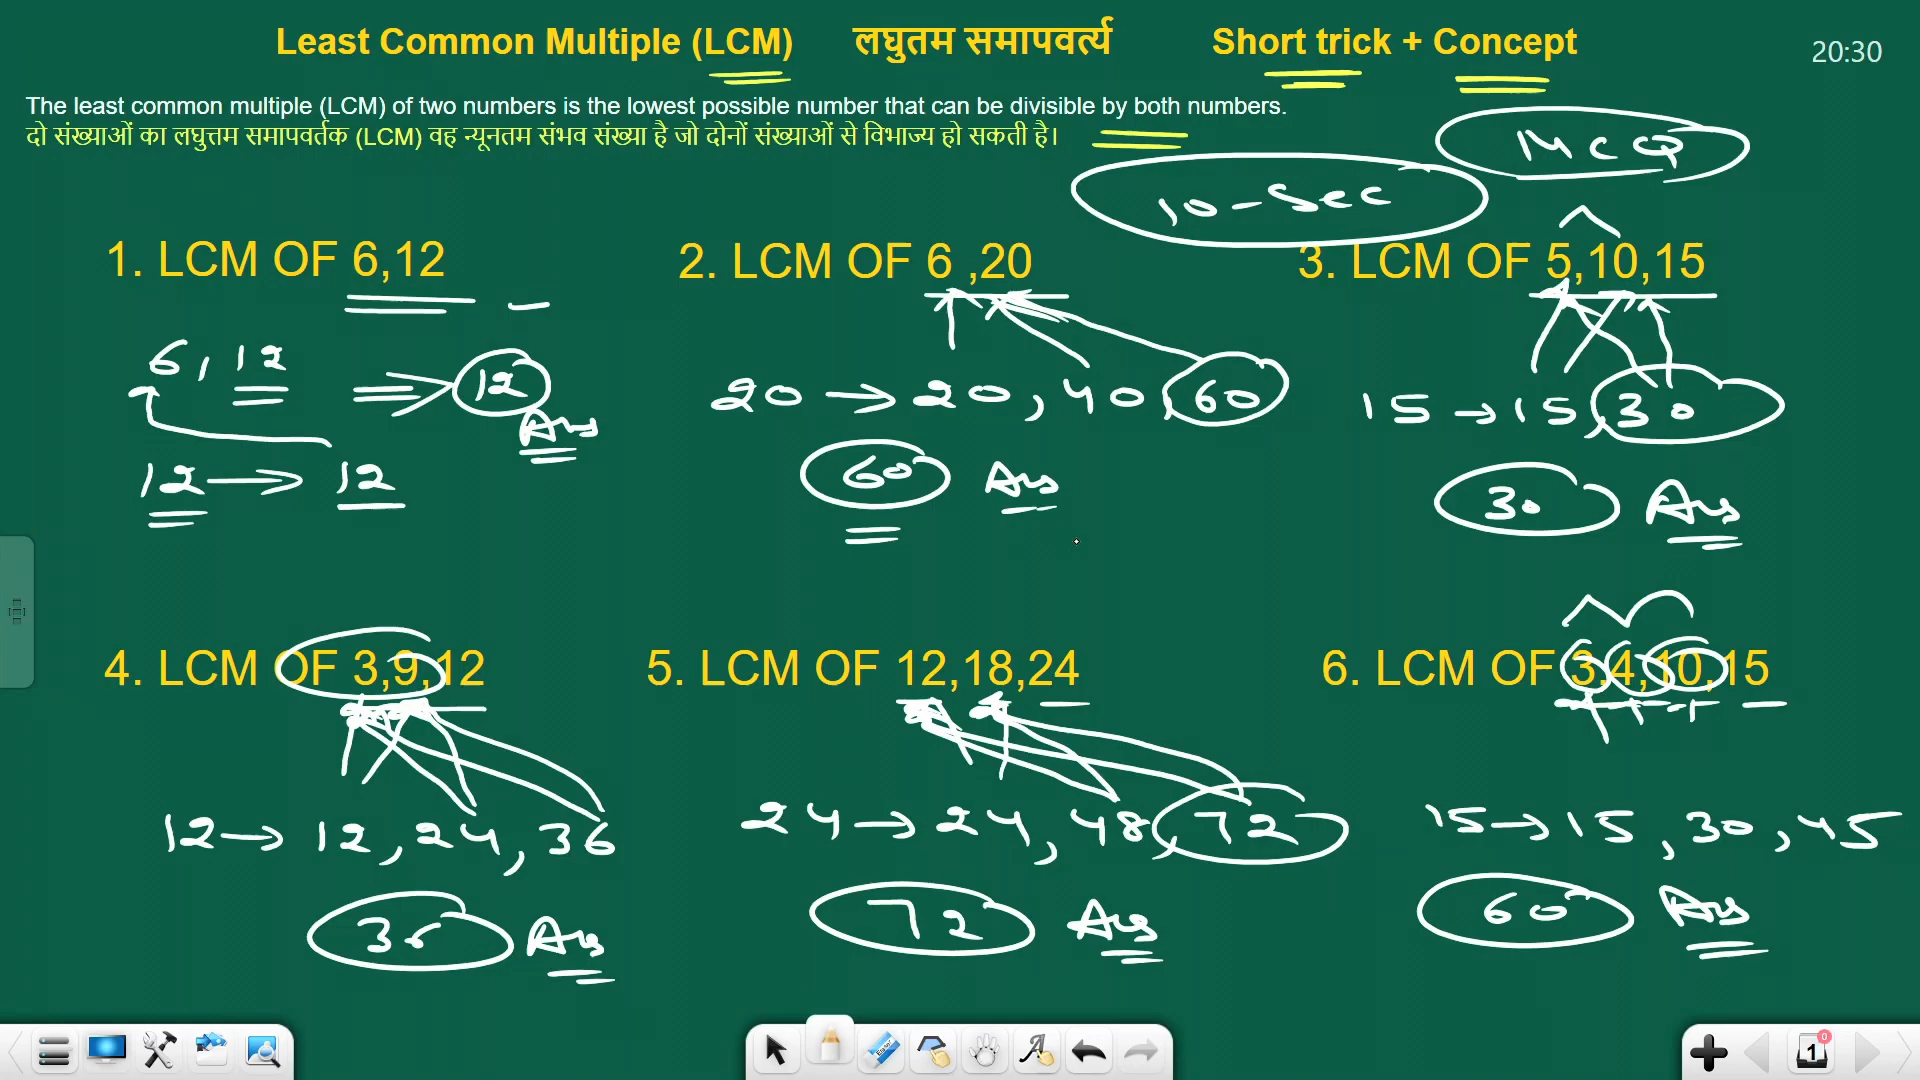 Least Common Multiple (LCM) लघुतम समापवर्त्य Short trick + Concept
20:30
The least common multiple (LCM) of two numbers is the lowest possible number that can be divisible by both numbers.
दो संख्याओं का लघुत्तम समापवर्तक (LCM) वह न्यूनतम संभव संख्या है जो दोनों संख्याओं से विभाज्य हो सकती है।
MCQ
10-Sec
1. LCM OF 6,12
6, 12 ⇒ 12
Ans
12 → 12
2. LCM OF 6 ,20
20 → 20, 40, 60
60 Ans
3. LCM OF 5,10,15
15 → 15, 30
30 Ans
4. LCM OF 3,9,12
12 → 12, 24, 36
36 Ans
5. LCM OF 12,18,24
24 → 24, 48, 72
72 Ans
6. LCM OF 3,4,10,15
15 → 15, 30, 45
60 Ans
1
0